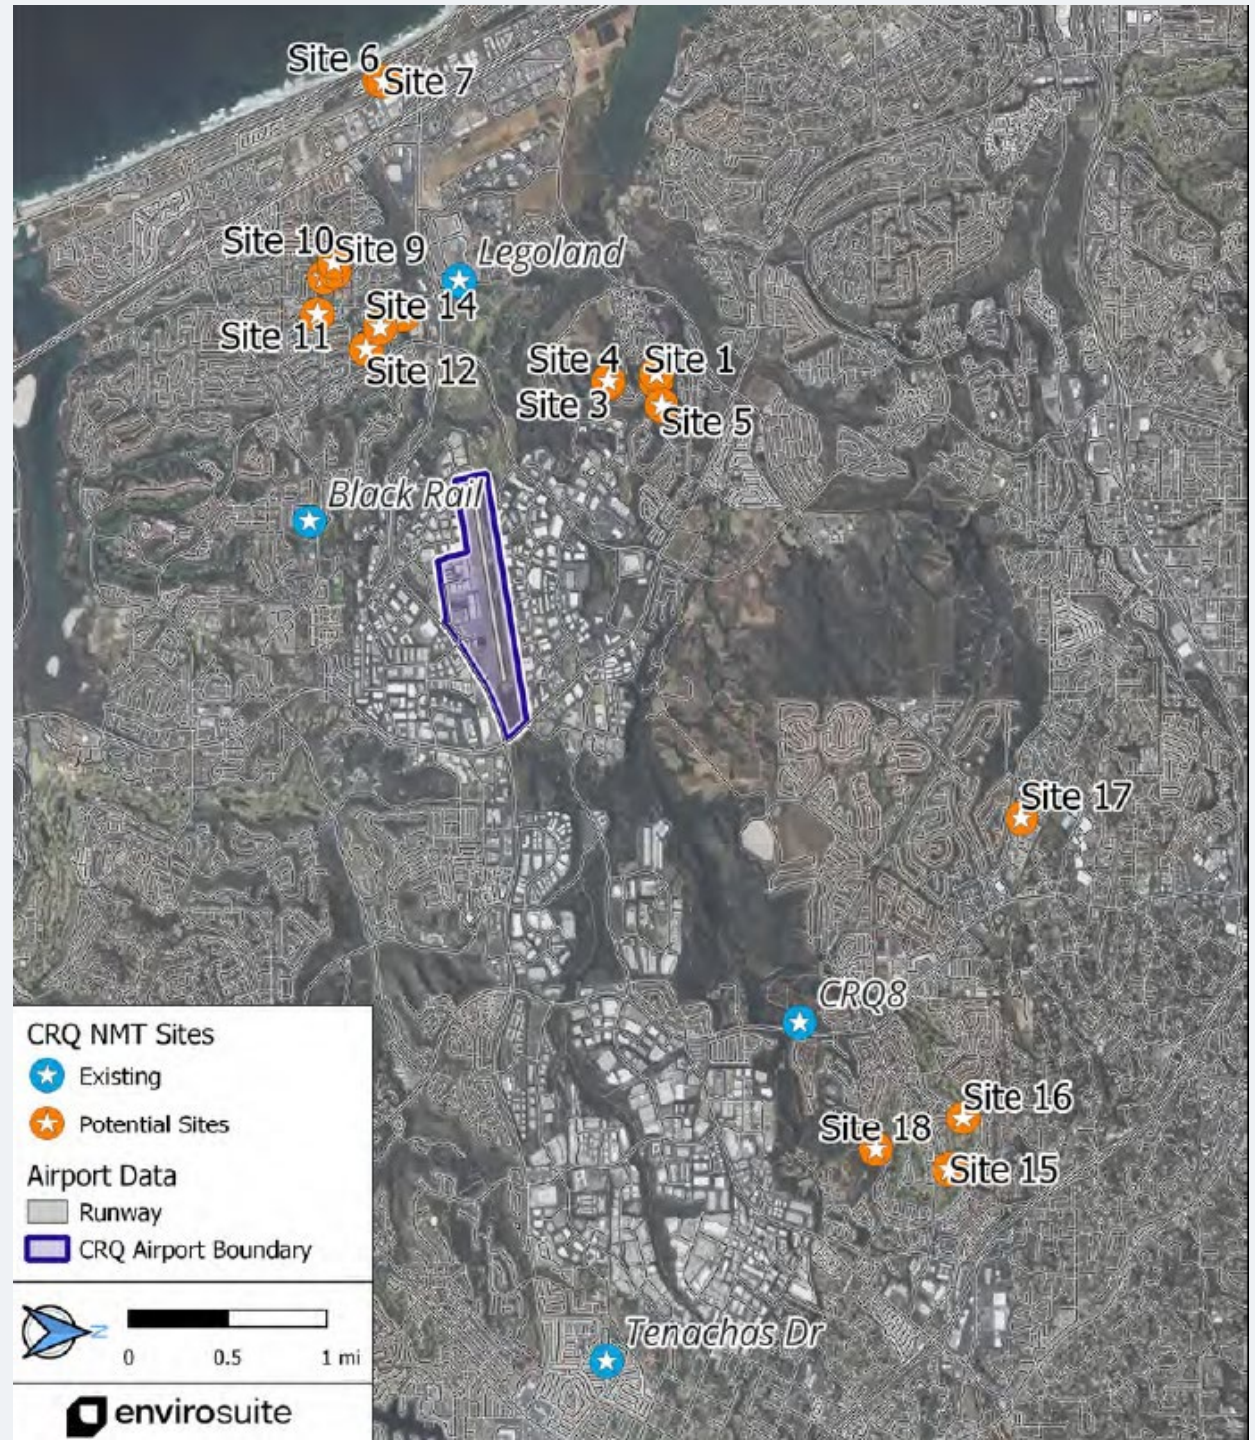 Site 6
Site 7
Site 10
Site 9
Legoland
Site 14
Site 11
Site 12
Site 4
Site 1
Site 3
Site 5
Black Rail
Site 17
CRQ8
Site 16
Site 18
Site 15
Tenachas Dr
CRQ NMT Sites
Existing
Potential Sites
Airport Data
Runway
CRQ Airport Boundary
N
0 0.5 1 mi
envirosuite